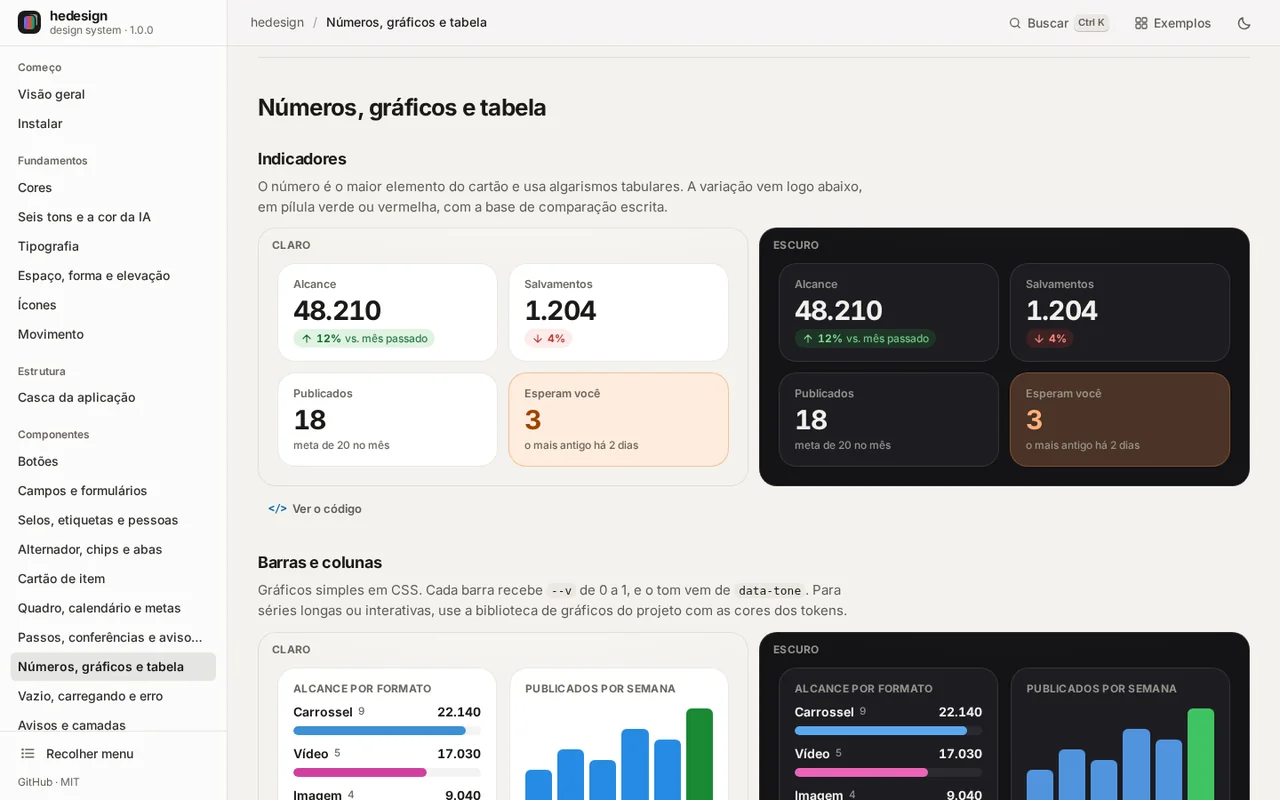 hedesign
design system · 1.0.0
Começo
Visão geral
Instalar
Fundamentos
Cores
Seis tons e a cor da IA
Tipografia
Espaço, forma e elevação
Ícones
Movimento
Estrutura
Casca da aplicação
Componentes
Botões
Campos e formulários
Selos, etiquetas e pessoas
Alternador, chips e abas
Cartão de item
Quadro, calendário e metas
Passos, conferências e aviso...
Números, gráficos e tabela
Vazio, carregando e erro
Avisos e camadas
Recolher menu
GitHub · MIT
hedesign / Números, gráficos e tabela
Buscar Ctrl K Exemplos
Números, gráficos e tabela
Indicadores
O número é o maior elemento do cartão e usa algarismos tabulares. A variação vem logo abaixo,
em pílula verde ou vermelha, com a base de comparação escrita.
CLARO
Alcance
48.210
↑ 12% vs. mês passado
Salvamentos
1.204
↓ 4%
Publicados
18
meta de 20 no mês
Esperam você
3
o mais antigo há 2 dias
ESCURO
Alcance
48.210
↑ 12% vs. mês passado
Salvamentos
1.204
↓ 4%
Publicados
18
meta de 20 no mês
Esperam você
3
o mais antigo há 2 dias
</> Ver o código
Barras e colunas
Gráficos simples em CSS. Cada barra recebe --v de 0 a 1, e o tom vem de data-tone. Para
séries longas ou interativas, use a biblioteca de gráficos do projeto com as cores dos tokens.
CLARO
ALCANCE POR FORMATO
Carrossel 9 22.140
Vídeo 5 17.030
Imagem 4 9.040
PUBLICADOS POR SEMANA
ESCURO
ALCANCE POR FORMATO
Carrossel 9 22.140
Vídeo 5 17.030
Imagem 4 9.040
PUBLICADOS POR SEMANA